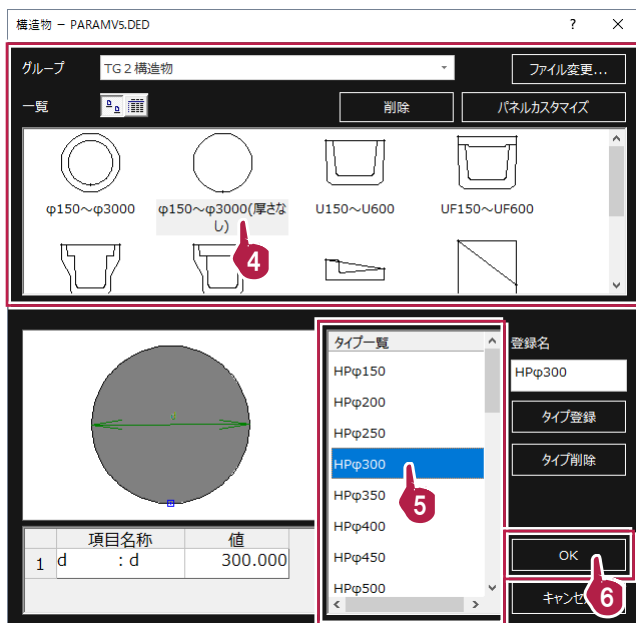 構造物 － PARAMV5.DED ? ×
グループ TG２構造物 ファイル変更...
一覧 削除 パネルカスタマイズ
φ150～φ3000 φ150～φ3000(厚さな
し) U150～U600 UF150～UF600
4
タイプ一覧
HPφ150
HPφ200
HPφ250
HPφ300
HPφ350
HPφ400
HPφ450
HPφ500
5
登録名
HPφ300
タイプ登録
タイプ削除
項目名称 値
1 d : d 300.000
OK
6
キャンセ